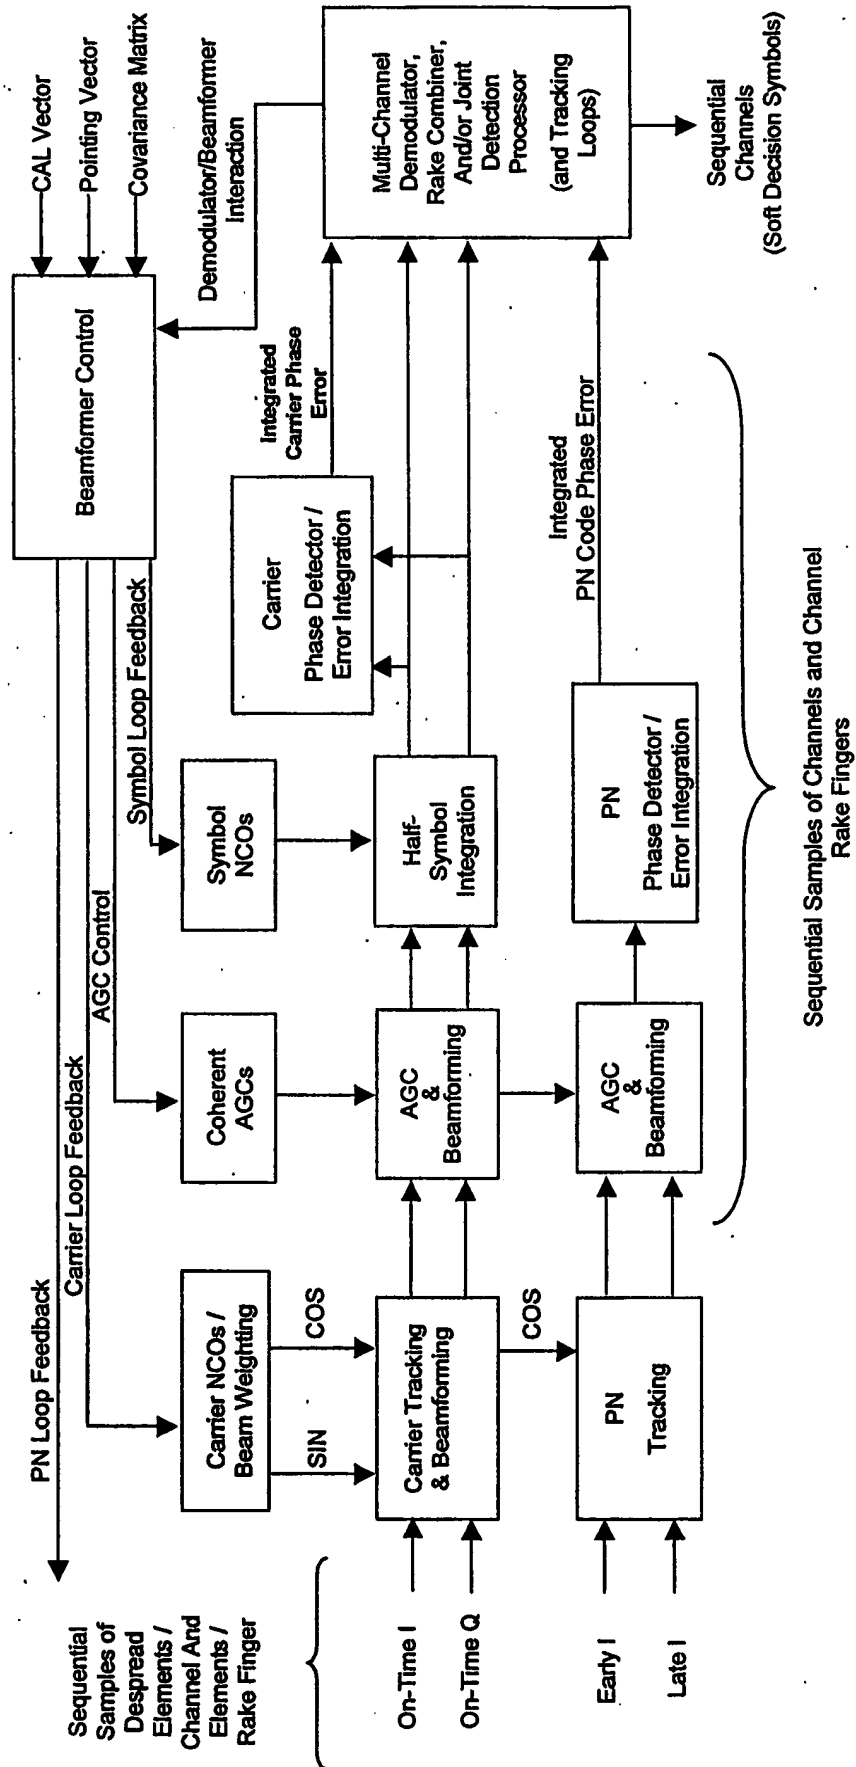 CAL Vector
Pointing Vector
Covariance Matrix
Beamformer Control
Demodulator/Beamformer
Interaction
PN Loop Feedback
Carrier Loop Feedback
AGC Control
Symbol Loop Feedback
Sequential
Samples of
Despread
Elements /
Channel And
Elements /
Rake Finger
Carrier NCOs /
Beam Weighting
Coherent
AGCs
Symbol
NCOs
Carrier
Phase Detector /
Error Integration
Integrated
Carrier Phase
Error
Multi-Channel
Demodulator,
Rake Combiner,
And/or Joint
Detection
Processor
(and Tracking
Loops)
SIN
COS
On-Time I
On-Time Q
Carrier Tracking
& Beamforming
AGC
&
Beamforming
Half-
Symbol
Integration
COS
Early I
Late I
PN
Tracking
AGC
&
Beamforming
PN
Phase Detector /
Error Integration
Integrated
PN Code Phase Error
Sequential
Channels
(Soft Decision Symbols)
Sequential Samples of Channels and Channel
Rake Fingers